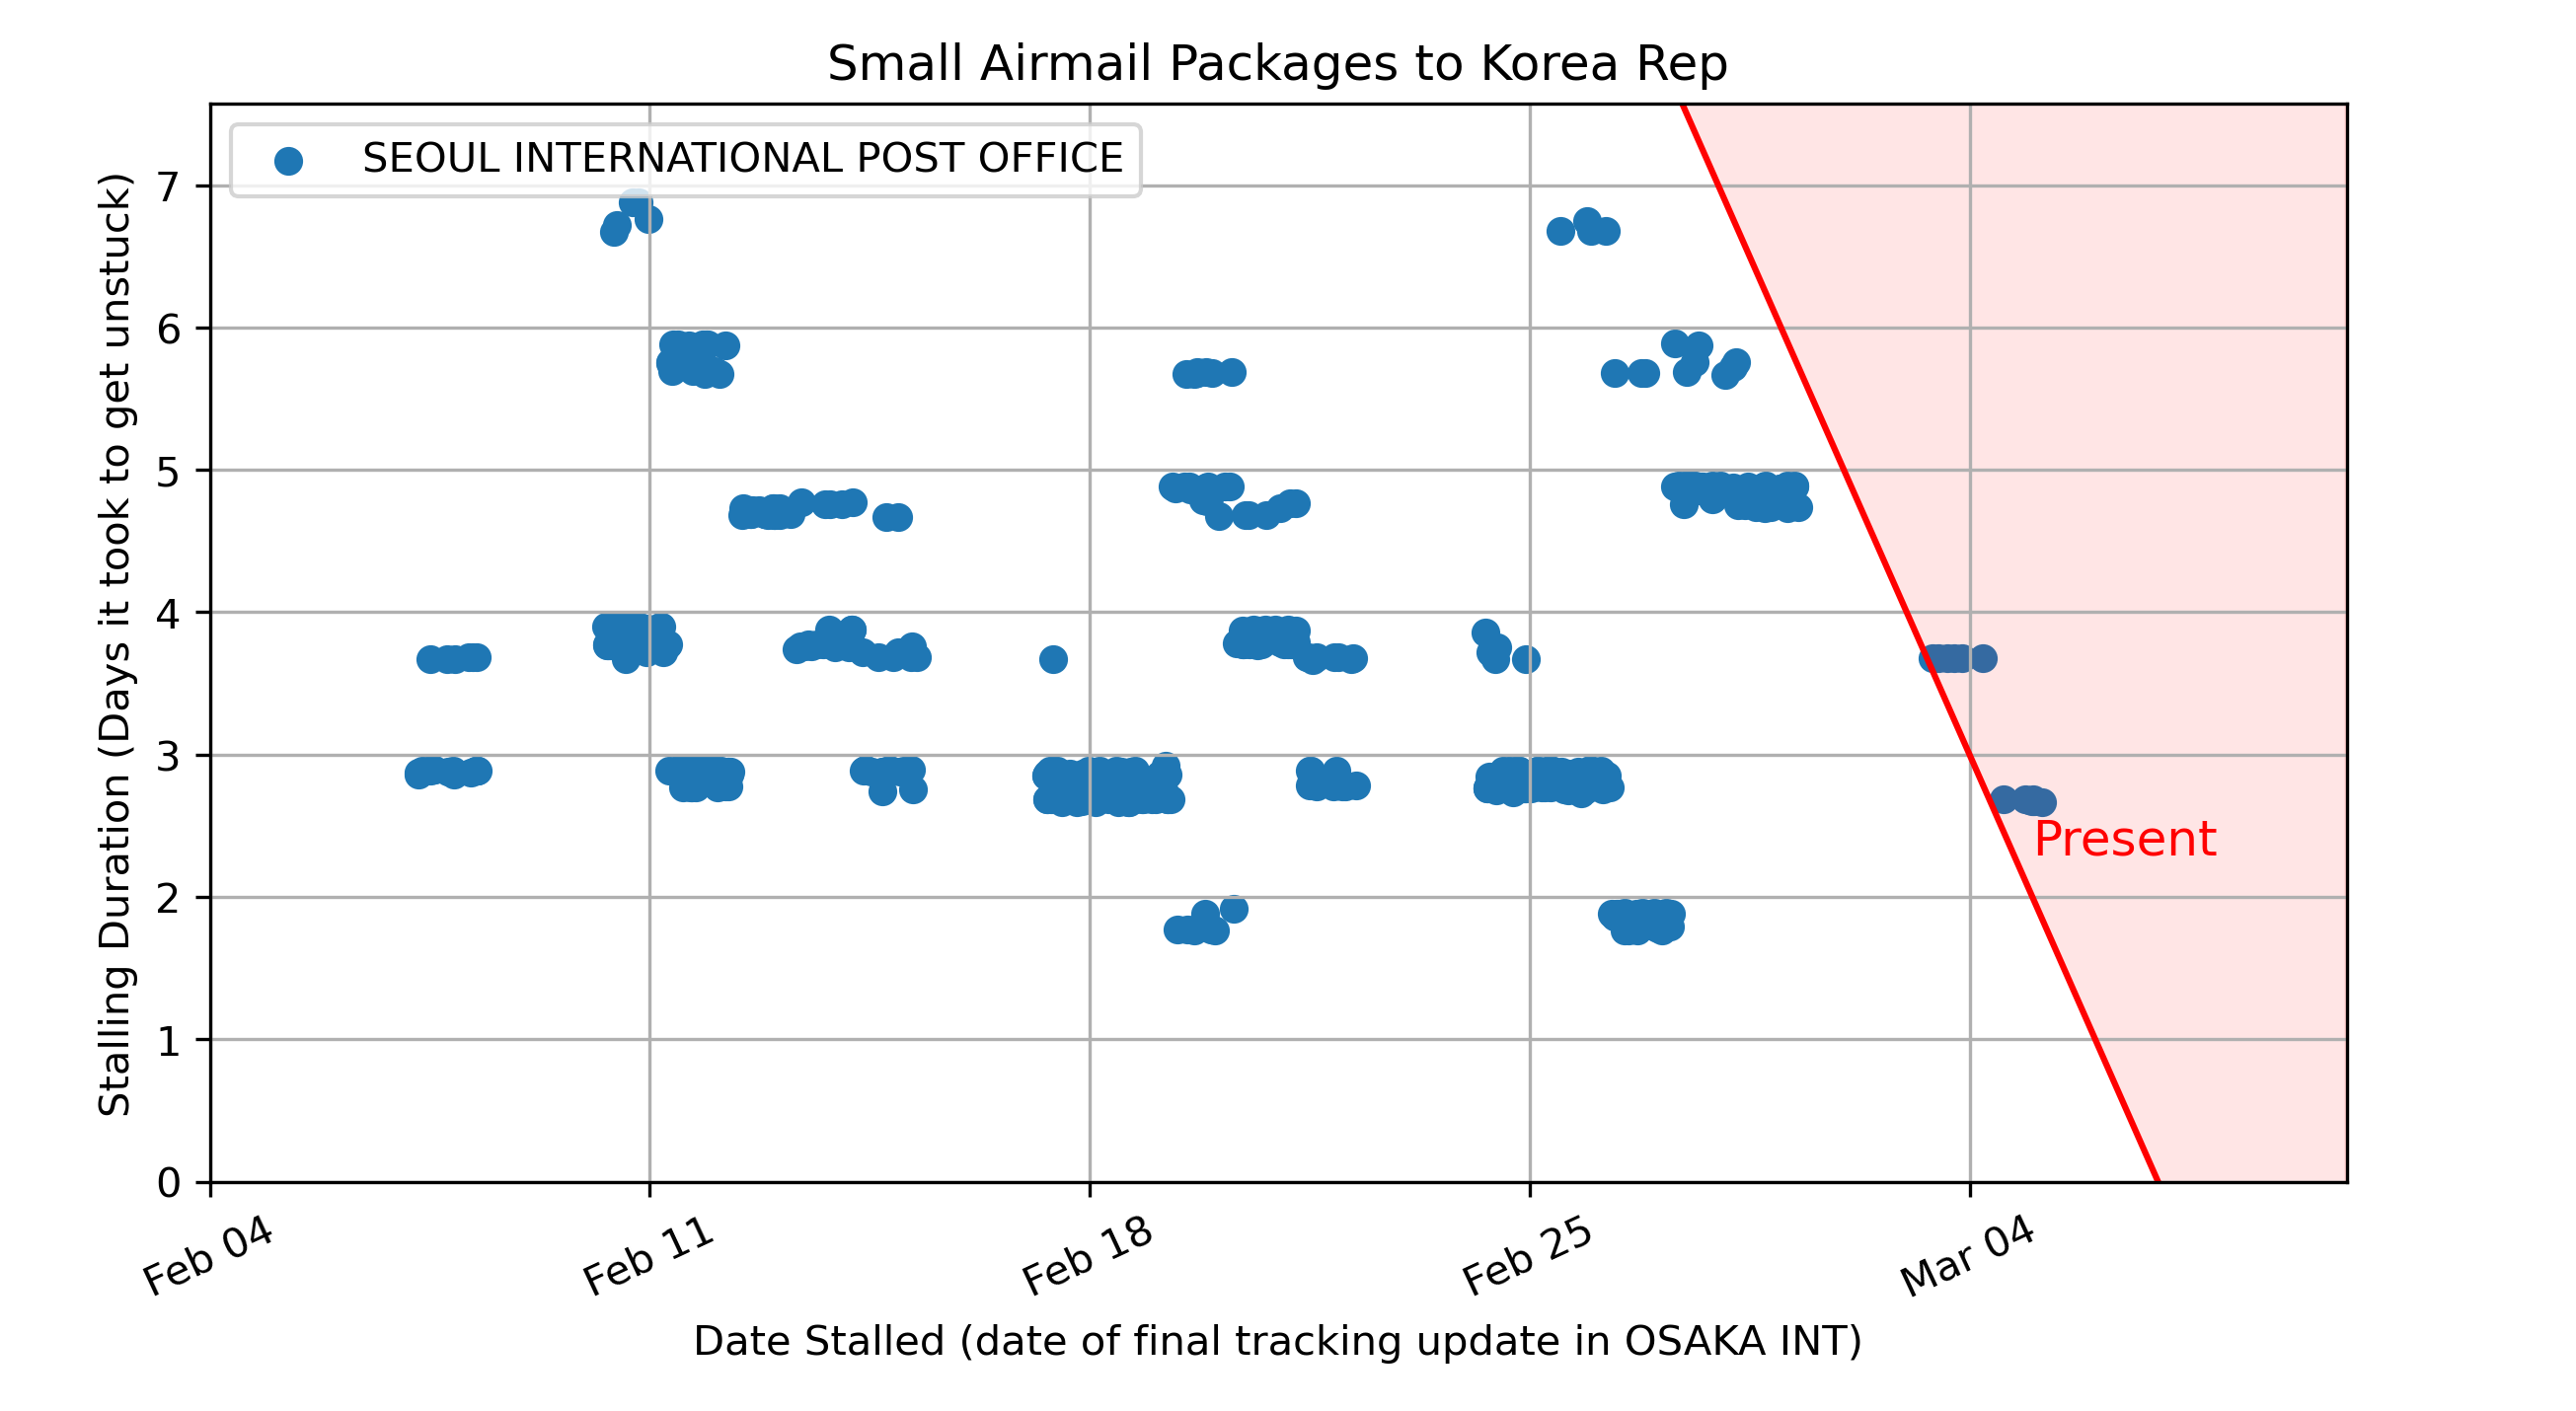 Small Airmail Packages to Korea Rep
SEOUL INTERNATIONAL POST OFFICE
Stalling Duration (Days it took to get unstuck)
7
6
5
4
3
2
1
0
Present
Feb 04
Feb 11
Feb 18
Feb 25
Mar 04
Date Stalled (date of final tracking update in OSAKA INT)